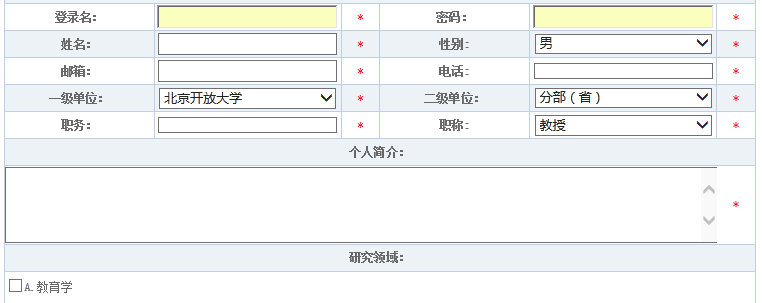 登录名： * 密码： *
姓名： * 性别： 男 *
邮箱： * 电话： *
一级单位： 北京开放大学 * 二级单位： 分部（省） *
职务： * 职称： 教授 *
个人简介：
*
研究领域：
A. 教育学